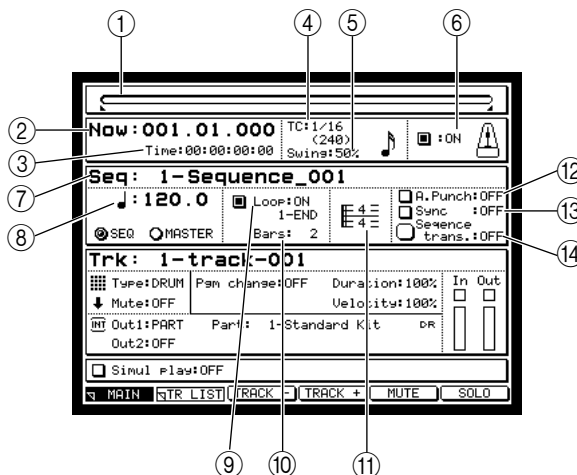 ① ④ ⑤ ⑥
② Now:001.01.000 TC:1/16 :ON
(240)
③ Time:00:00:00:00 Swing:50%
⑦ Seq: 1-Sequence_001
⑧ ♩:120.0 Loop:ON A.Punch:OFF ⑫
1-END Sync :OFF ⑬
SEQ MASTER Bars: 2 4 4 Seqence trans.:OFF ⑭
Trk: 1-track-001
Type:DRUM Pgm change:OFF Duration:100% In Out
Mute:OFF Velocity:100%
INT Out1:PART Part: 1-Standard Kit DR
Out2:OFF
Simul play:OFF
MAIN TR LIST TRACK - TRACK + MUTE SOLO
⑨ ⑩ ⑪